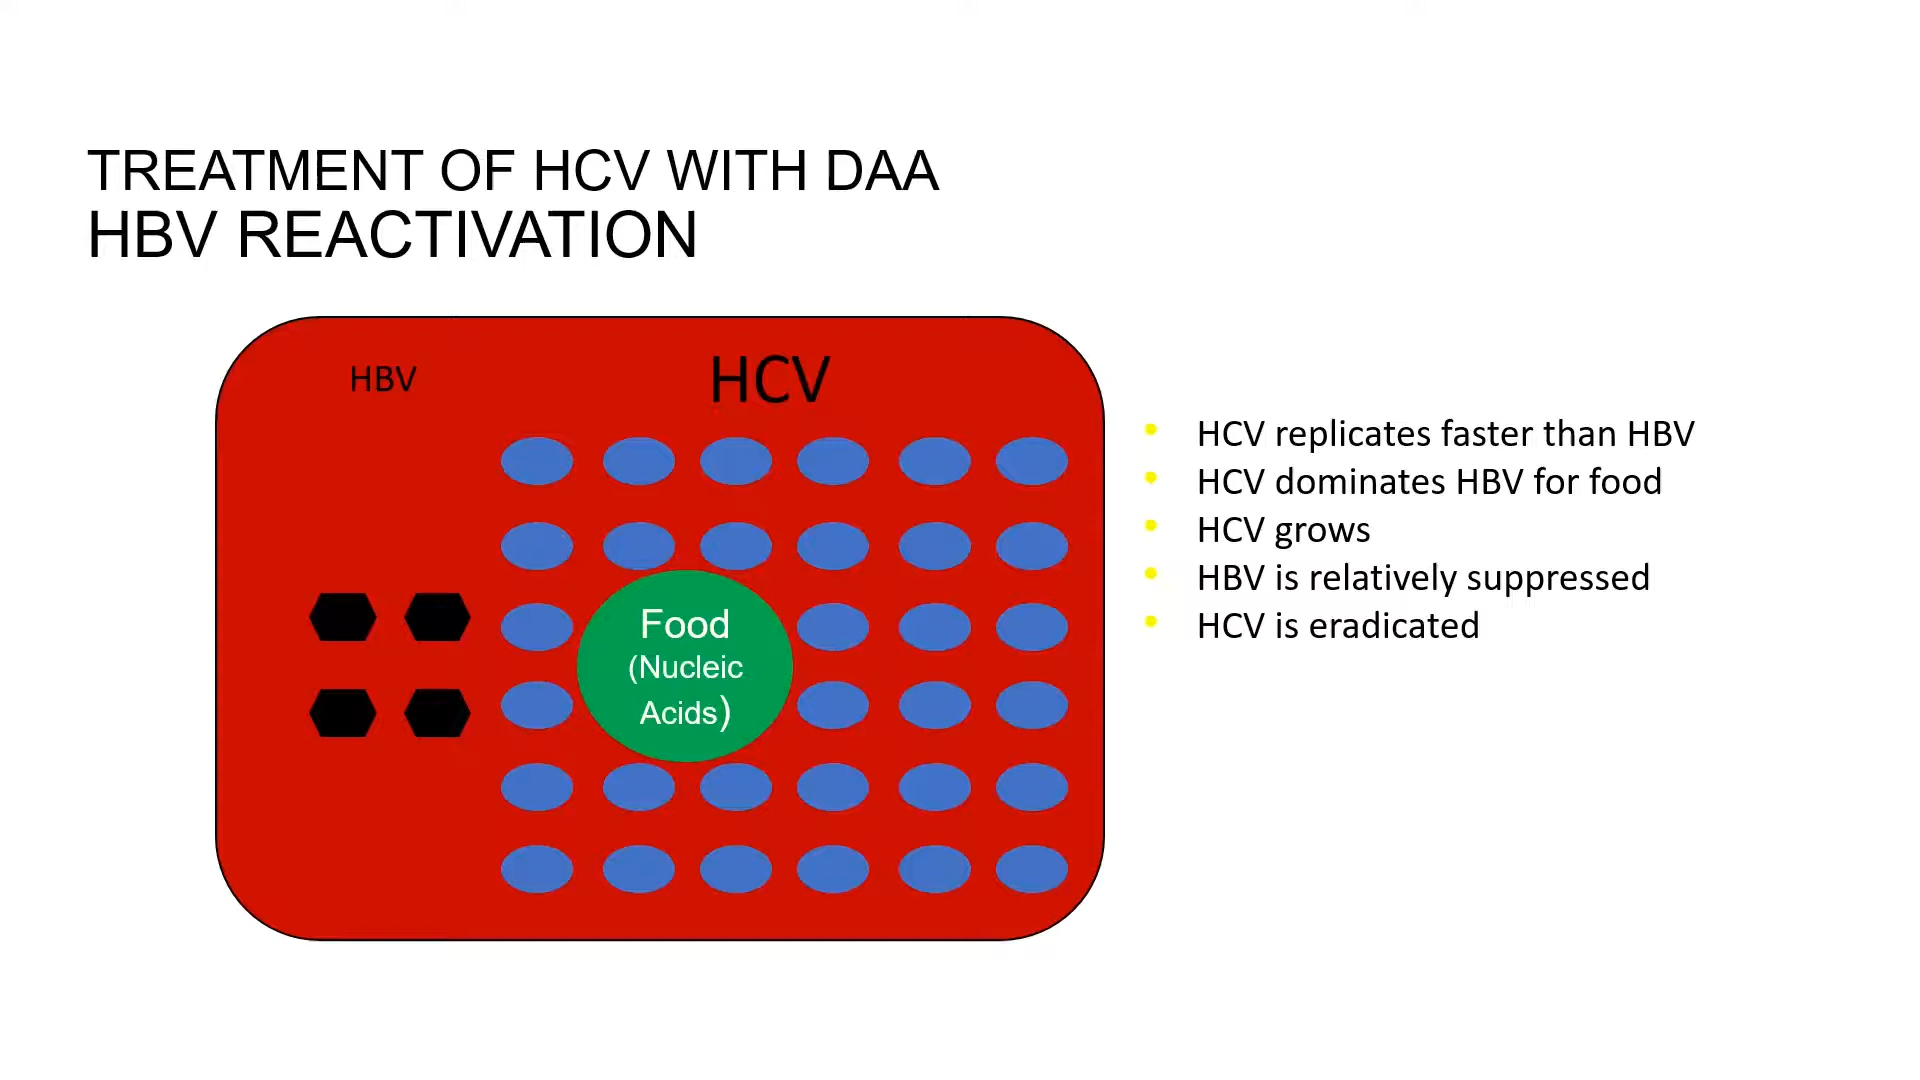 TREATMENT OF HCV WITH DAA
HBV REACTIVATION
HBV
HCV
Food
(Nucleic
Acids)
HCV replicates faster than HBV
HCV dominates HBV for food
HCV grows
HBV is relatively suppressed
HCV is eradicated